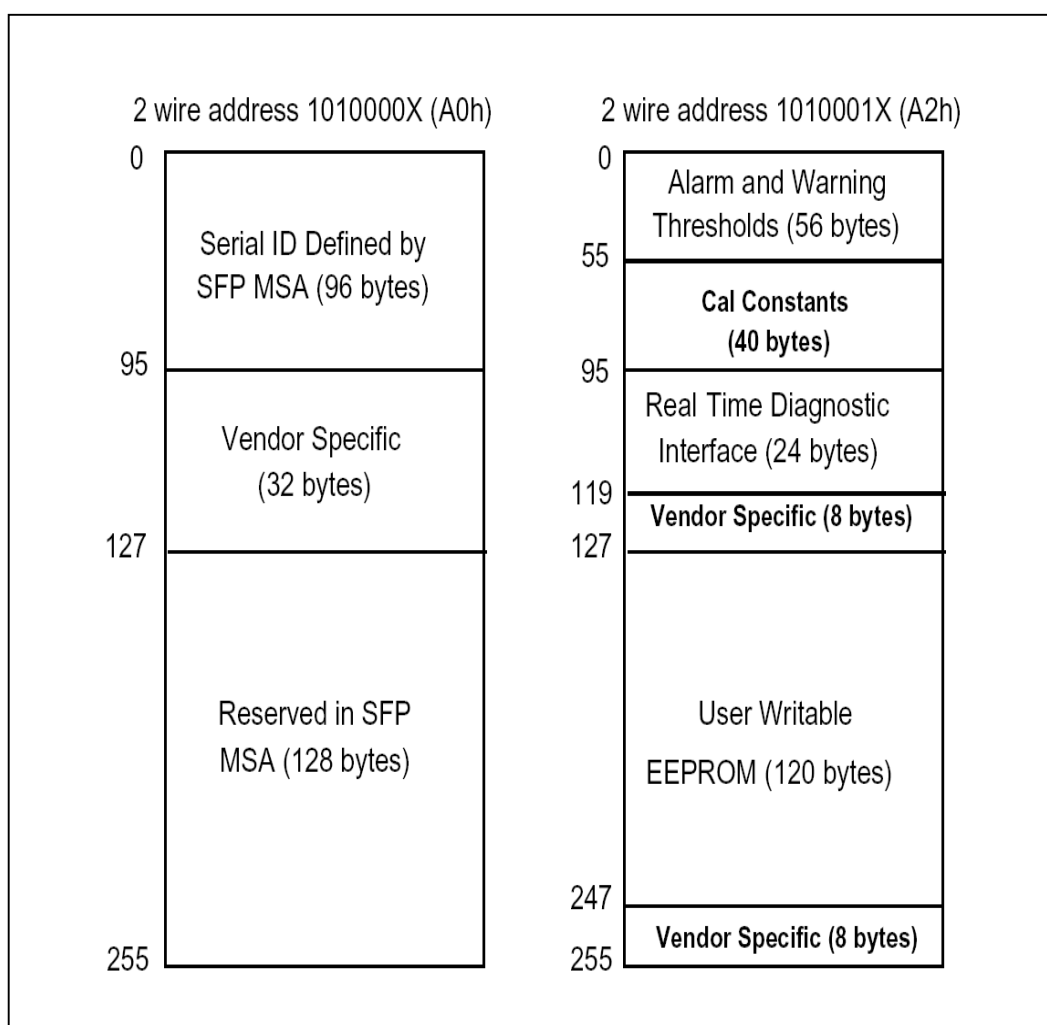 2 wire address 1010000X (A0h)
0
Serial ID Defined by
SFP MSA (96 bytes)
95
Vendor Specific
(32 bytes)
127
Reserved in SFP
MSA (128 bytes)
255
2 wire address 1010001X (A2h)
0
Alarm and Warning
Thresholds (56 bytes)
55
Cal Constants
(40 bytes)
95
Real Time Diagnostic
Interface (24 bytes)
119
Vendor Specific (8 bytes)
127
User Writable
EEPROM (120 bytes)
247
Vendor Specific (8 bytes)
255